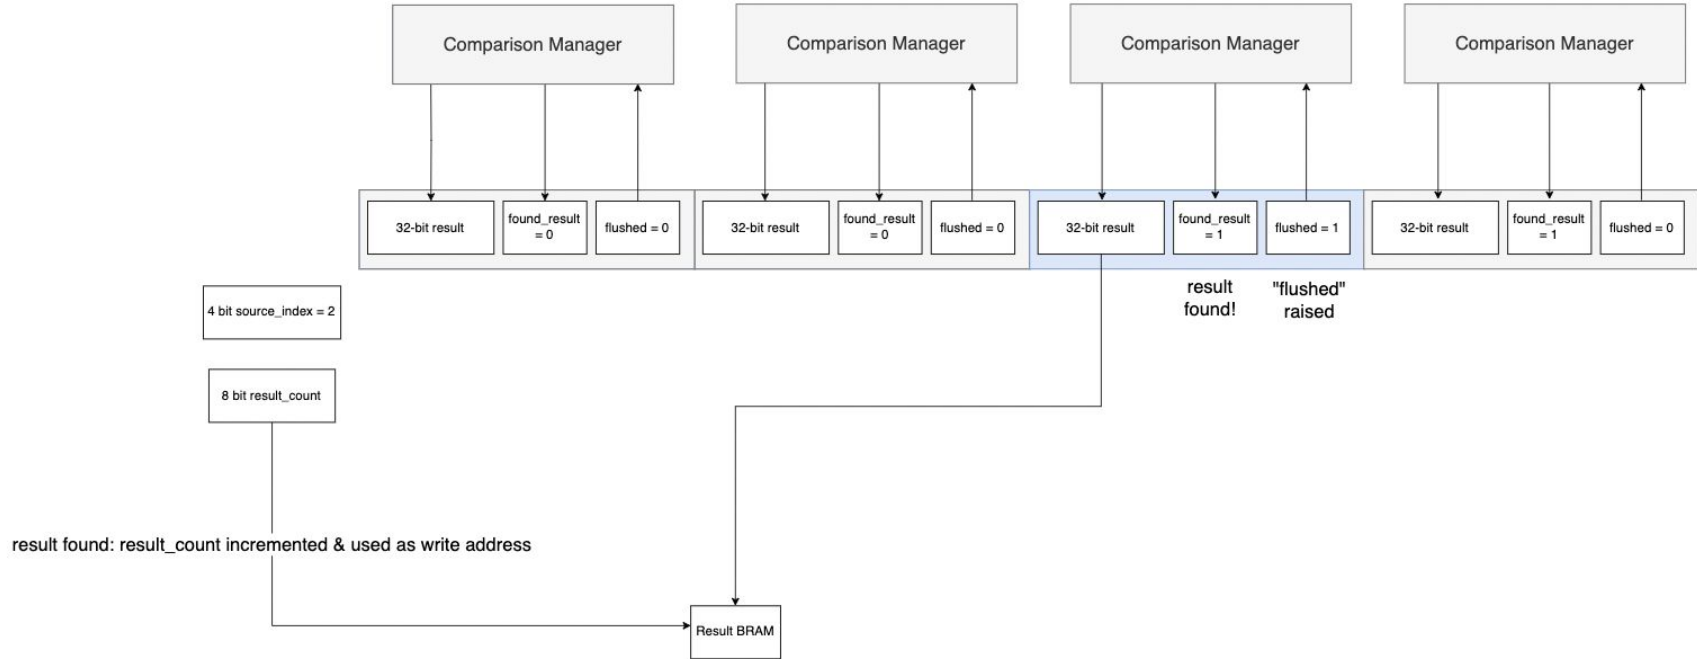 Comparison Manager
Comparison Manager
Comparison Manager
Comparison Manager
32-bit result
found_result
= 0
flushed = 0
32-bit result
found_result
= 0
flushed = 0
32-bit result
found_result
= 1
flushed = 1
32-bit result
found_result
= 1
flushed = 0
result
found!
"flushed"
raised
4 bit source_index = 2
8 bit result_count
result found: result_count incremented & used as write address
Result BRAM